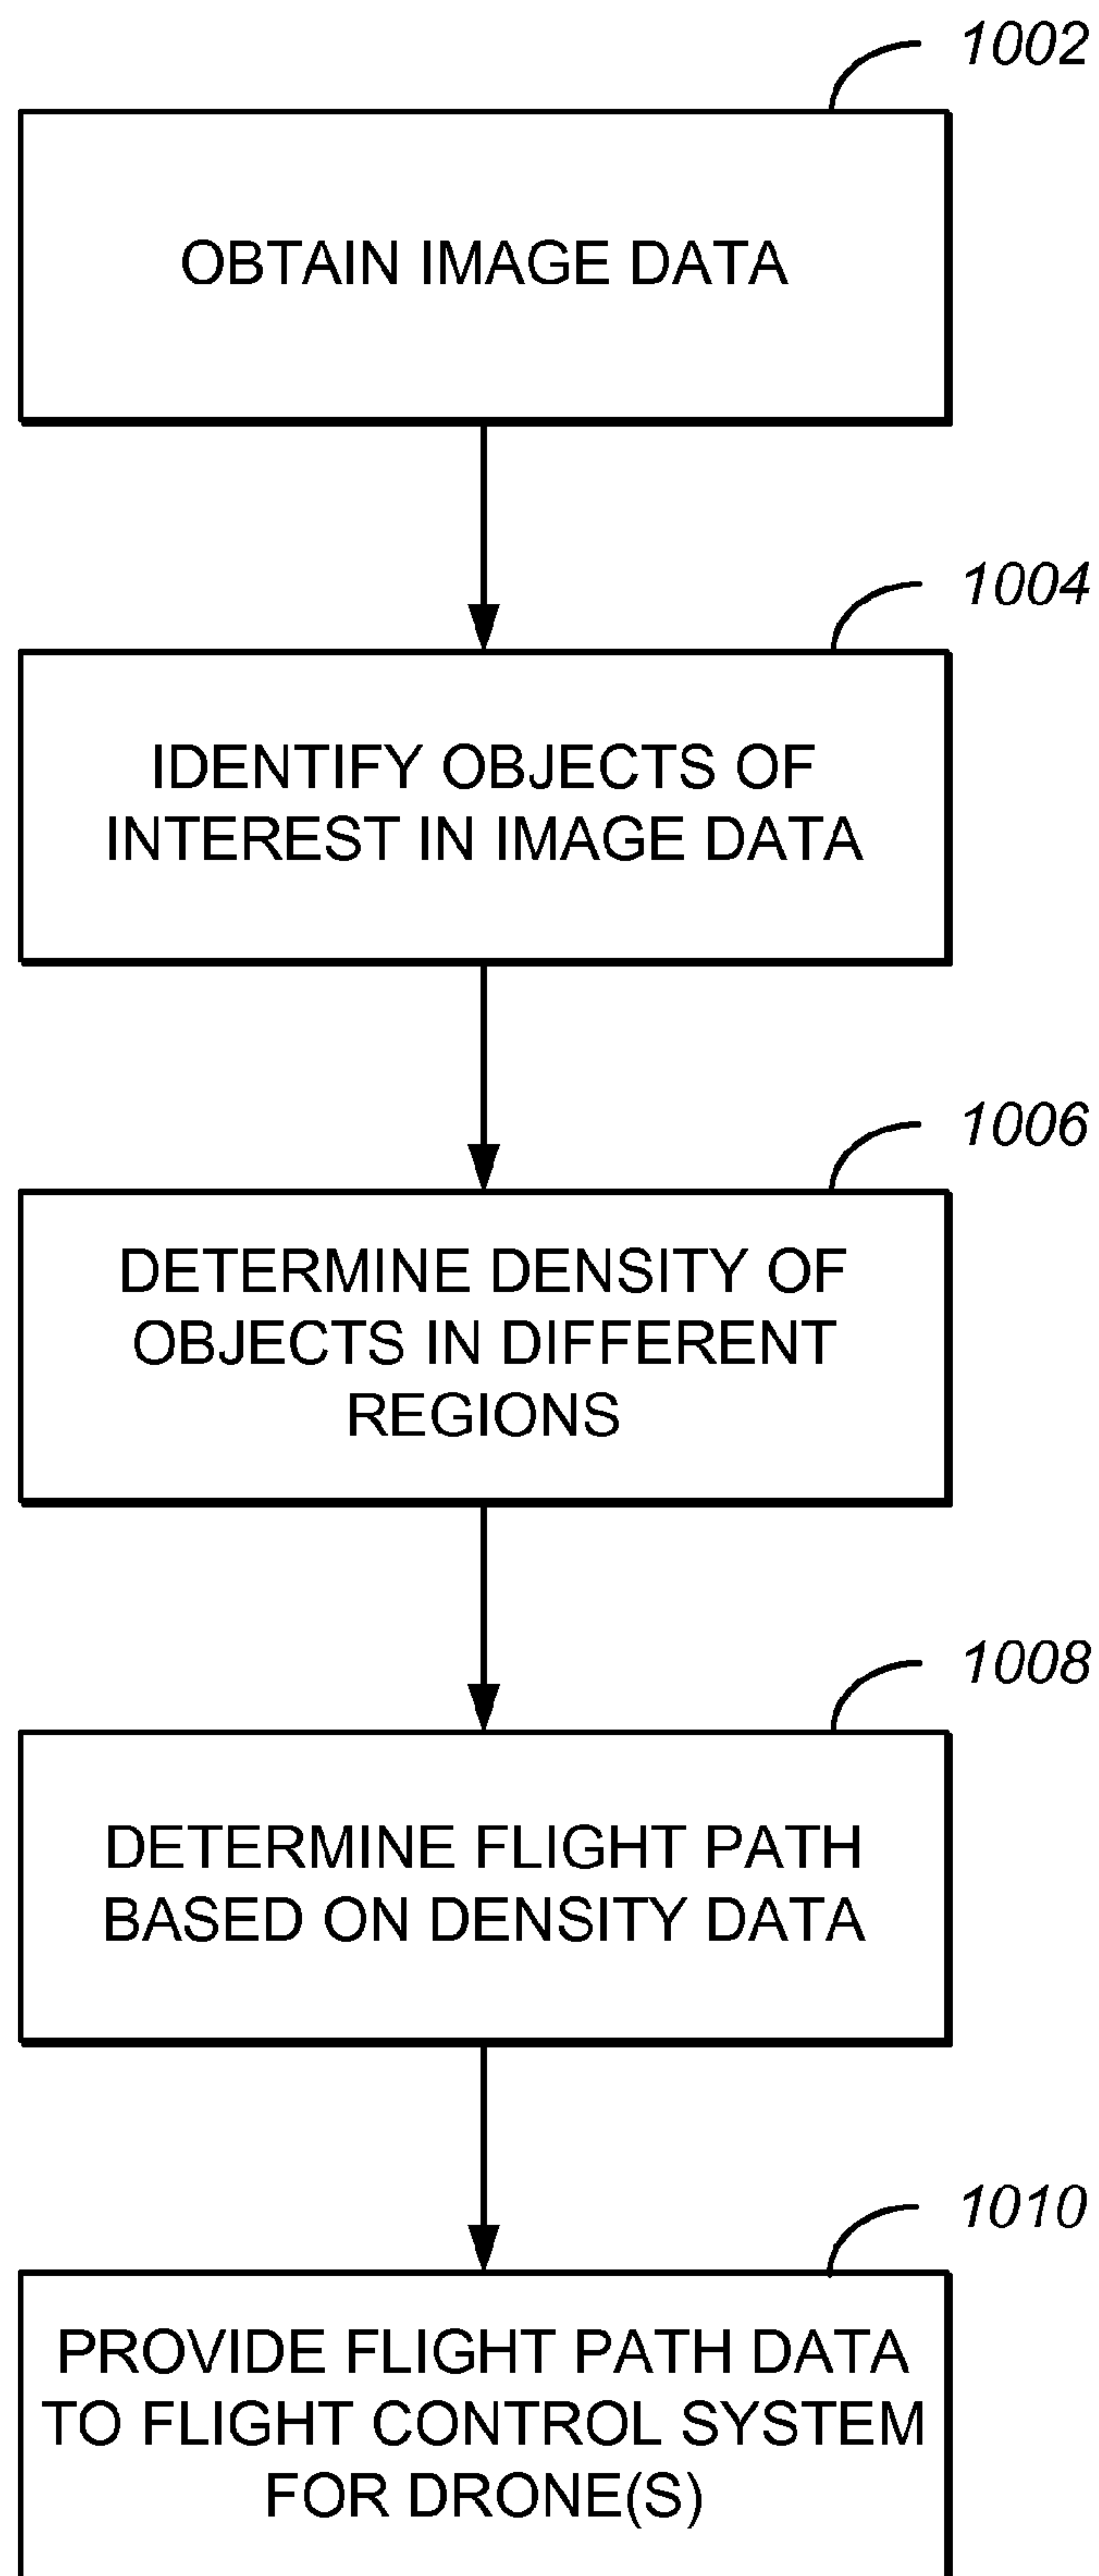 1002
OBTAIN IMAGE DATA
1004
IDENTIFY OBJECTS OF
INTEREST IN IMAGE DATA
1006
DETERMINE DENSITY OF
OBJECTS IN DIFFERENT
REGIONS
1008
DETERMINE FLIGHT PATH
BASED ON DENSITY DATA
1010
PROVIDE FLIGHT PATH DATA
TO FLIGHT CONTROL SYSTEM
FOR DRONE(S)